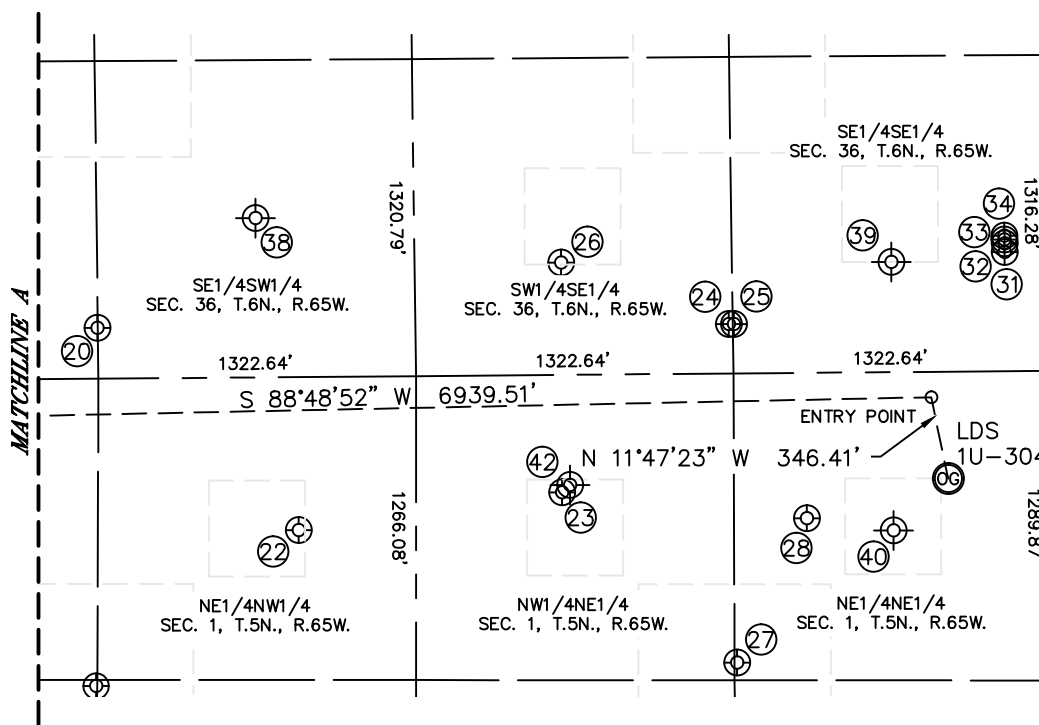 SE1/4SE1/4
SEC. 36, T.6N., R.65W.
1320.79'
1316.28'
34
33
39
38
26
32
31
SE1/4SW1/4
SEC. 36, T.6N., R.65W.
SW1/4SE1/4
SEC. 36, T.6N., R.65W.
24
25
20
MATCHLINE A
1322.64'
1322.64'
1322.64'
S 88°48'52" W 6939.51'
ENTRY POINT
LDS
1U-304
N 11°47'23" W 346.41'
42
OG
23
1266.08'
1289.87
22
28
40
NE1/4NW1/4
SEC. 1, T.5N., R.65W.
NW1/4NE1/4
SEC. 1, T.5N., R.65W.
NE1/4NE1/4
SEC. 1, T.5N., R.65W.
27